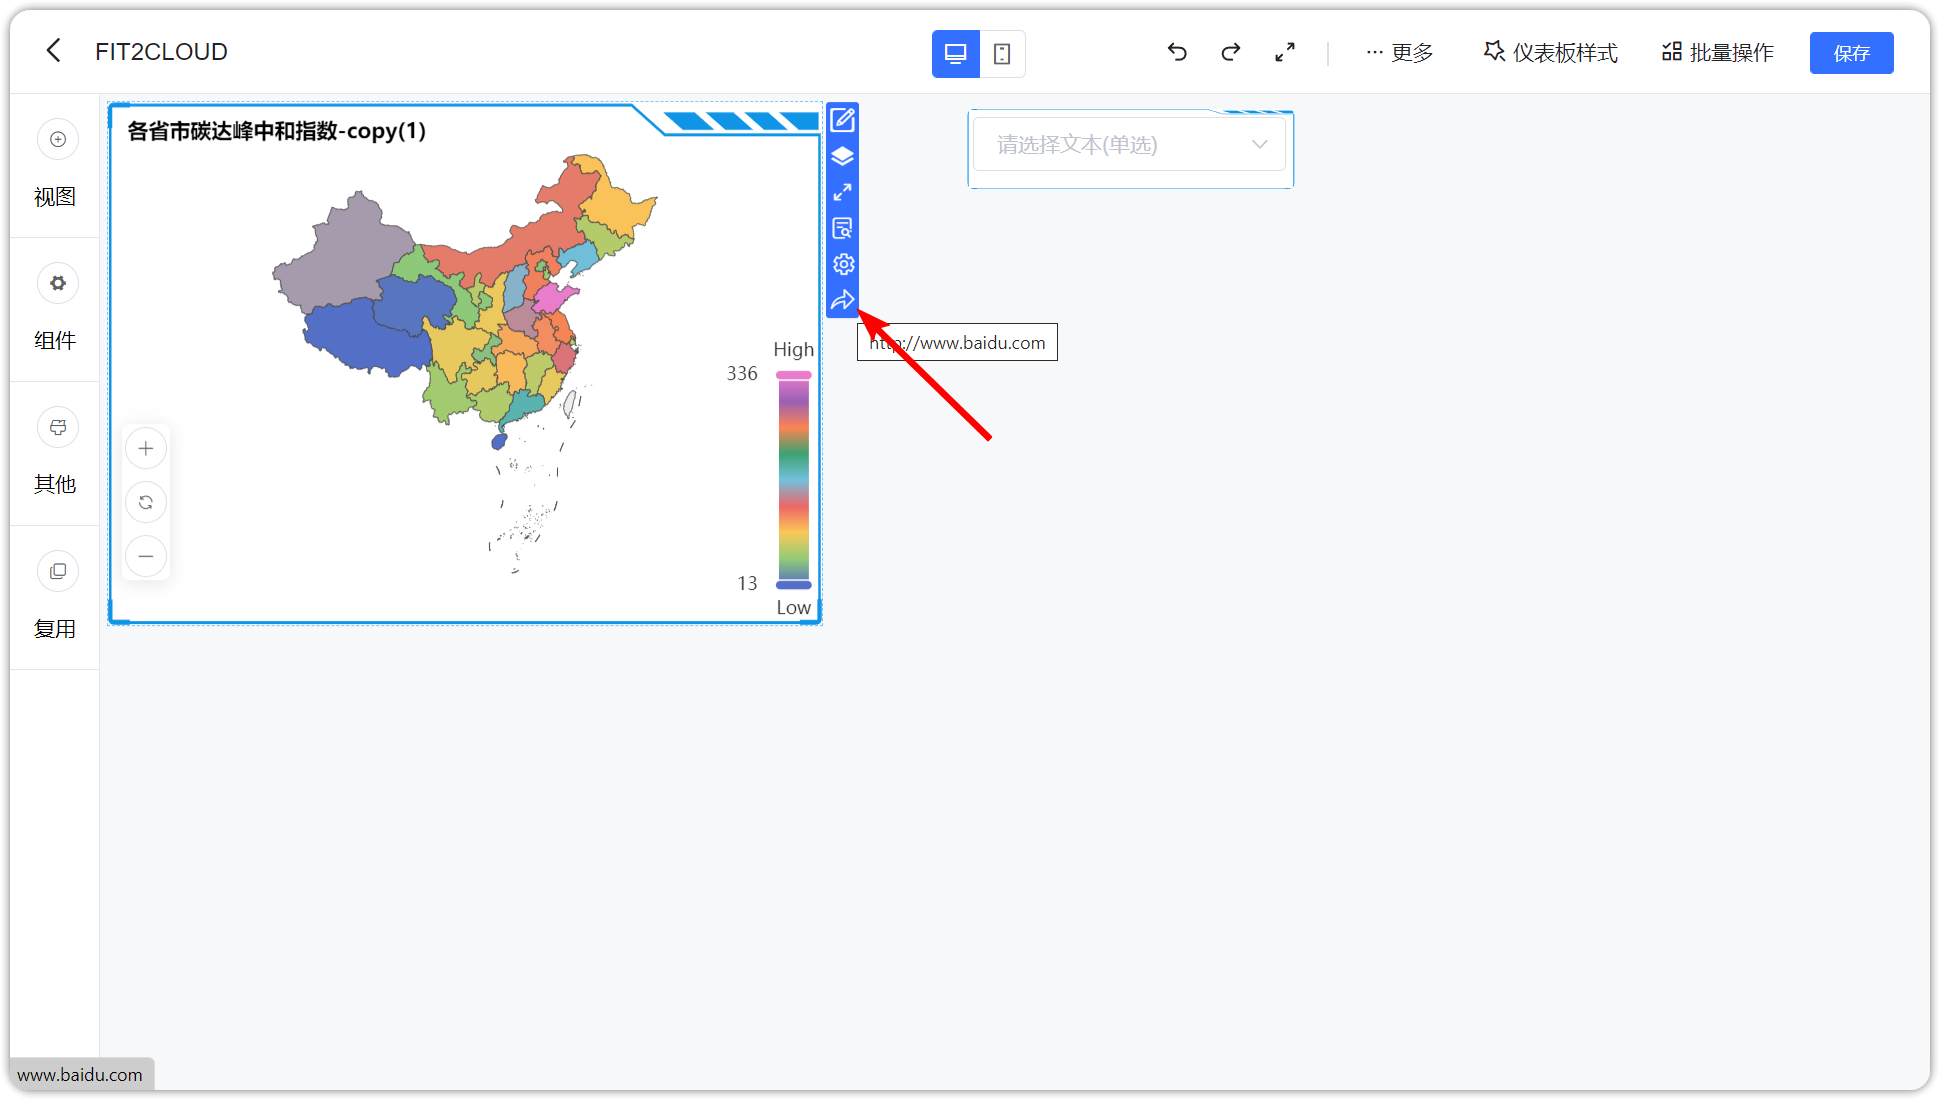 FIT2CLOUD
更多
仪表板样式
批量操作
保存
视图
组件
其他
复用
各省市碳达峰中和指数-copy(1)
High
336
13
Low
请选择文本(单选)
http://www.baidu.com
www.baidu.com